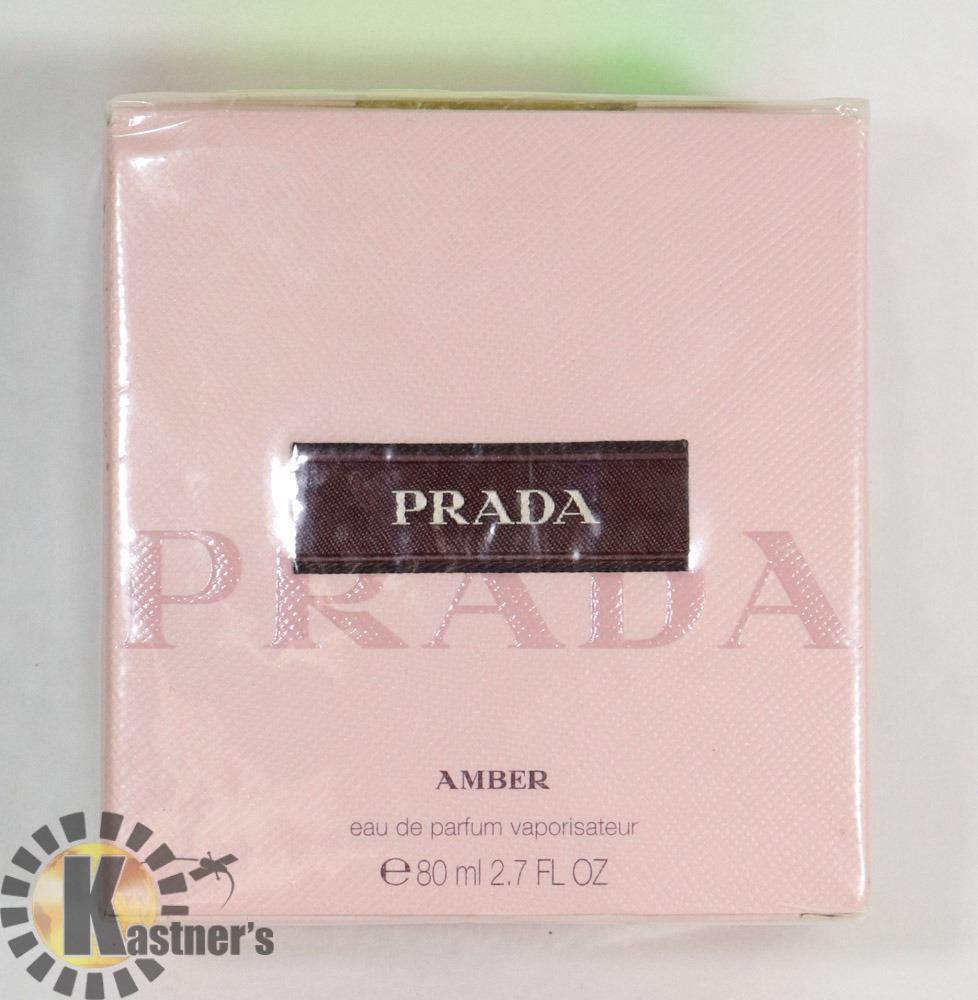 PRADA
PRADA
AMBER
eau de parfum vaporisateur
℮ 80 ml 2.7 FL OZ
Kastner's